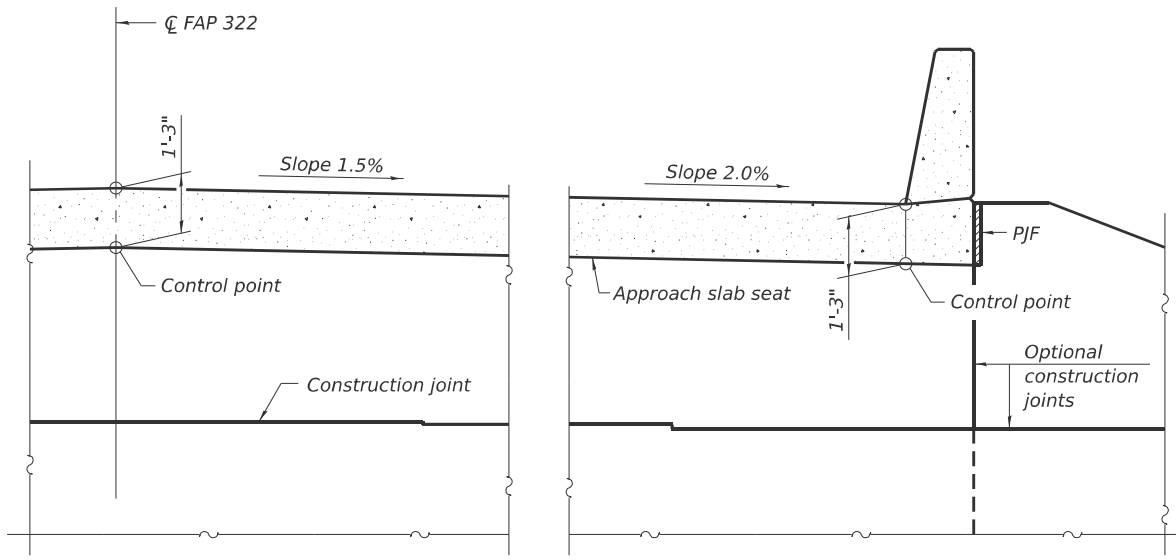 ℄ FAP 322
1'-3"
Slope 1.5%
Slope 2.0%
PJF
Control point
Approach slab seat
1'-3"
Control point
Optional
construction
joints
Construction joint